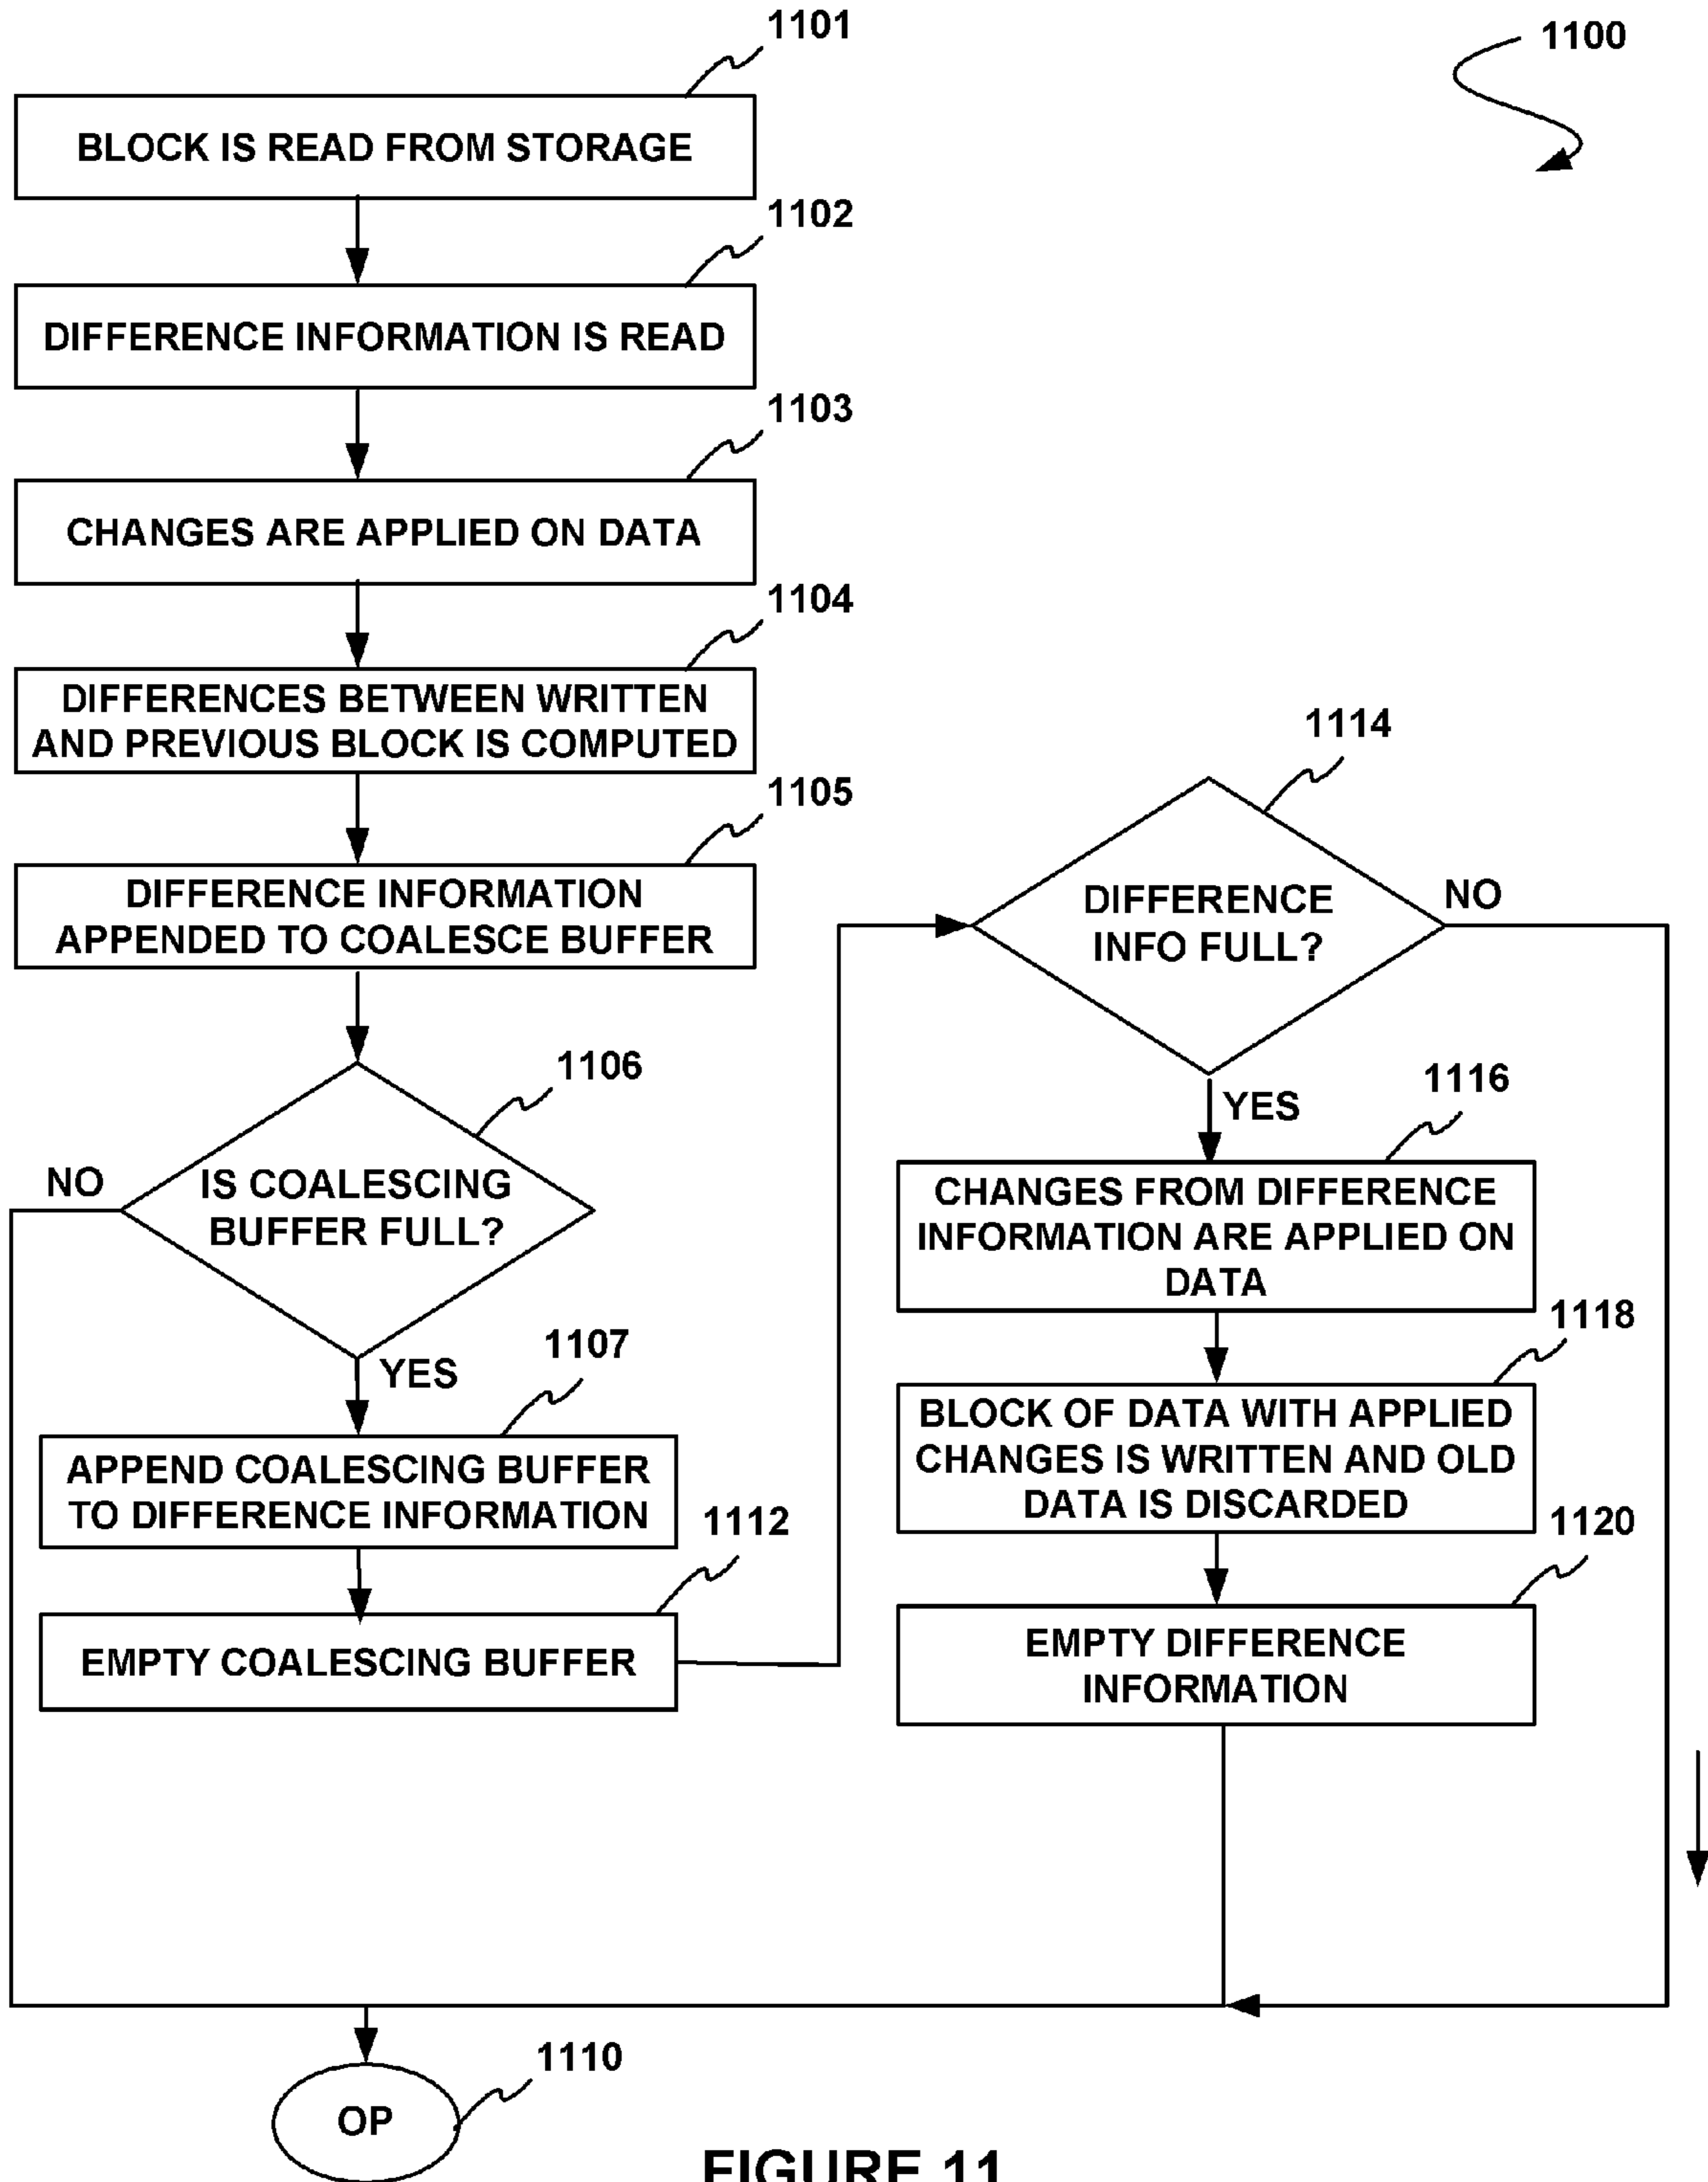 1101
1100
BLOCK IS READ FROM STORAGE
1102
DIFFERENCE INFORMATION IS READ
1103
CHANGES ARE APPLIED ON DATA
1104
DIFFERENCES BETWEEN WRITTEN
AND PREVIOUS BLOCK IS COMPUTED
1105
DIFFERENCE INFORMATION
APPENDED TO COALESCE BUFFER
1106
IS COALESCING
BUFFER FULL?
NO
YES
1107
APPEND COALESCING BUFFER
TO DIFFERENCE INFORMATION
1112
EMPTY COALESCING BUFFER
1114
DIFFERENCE
INFO FULL?
NO
YES
1116
CHANGES FROM DIFFERENCE
INFORMATION ARE APPLIED ON
DATA
1118
BLOCK OF DATA WITH APPLIED
CHANGES IS WRITTEN AND OLD
DATA IS DISCARDED
1120
EMPTY DIFFERENCE
INFORMATION
1110
OP
FIGURE 11